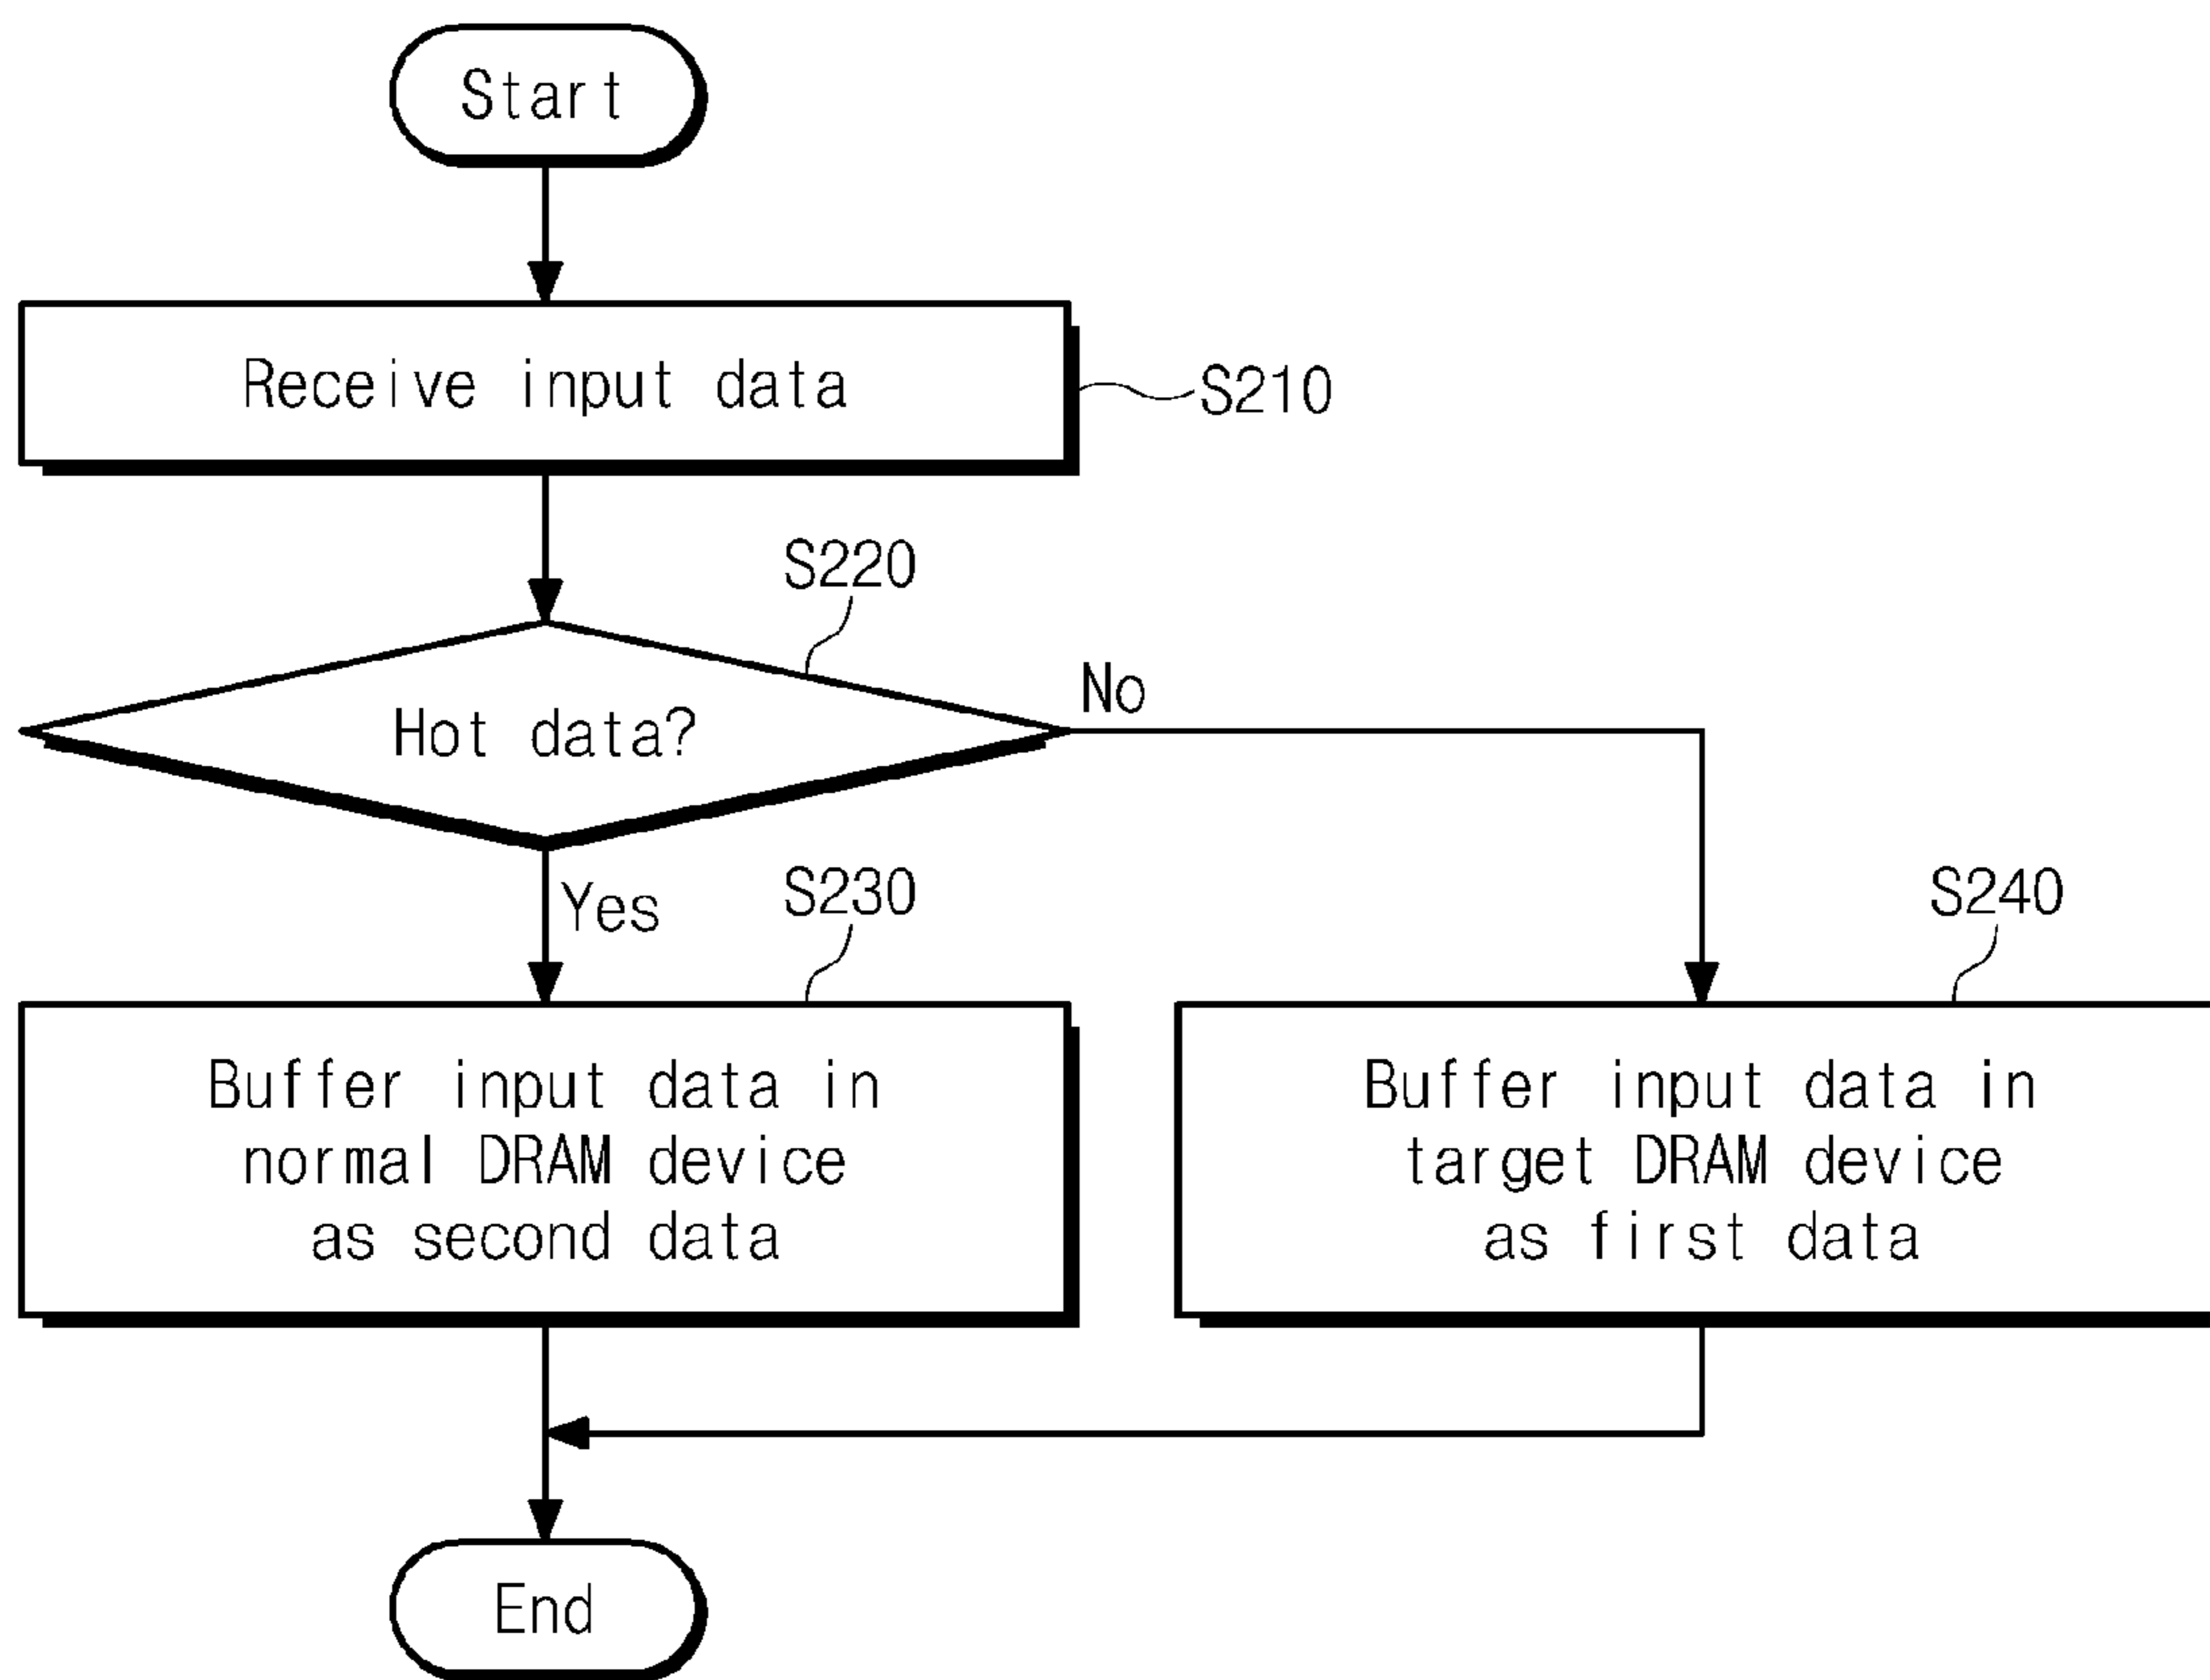 Start
Receive input data
S210
S220
Hot data?
No
Yes
S230
S240
Buffer input data in
normal DRAM device
as second data
Buffer input data in
target DRAM device
as first data
End